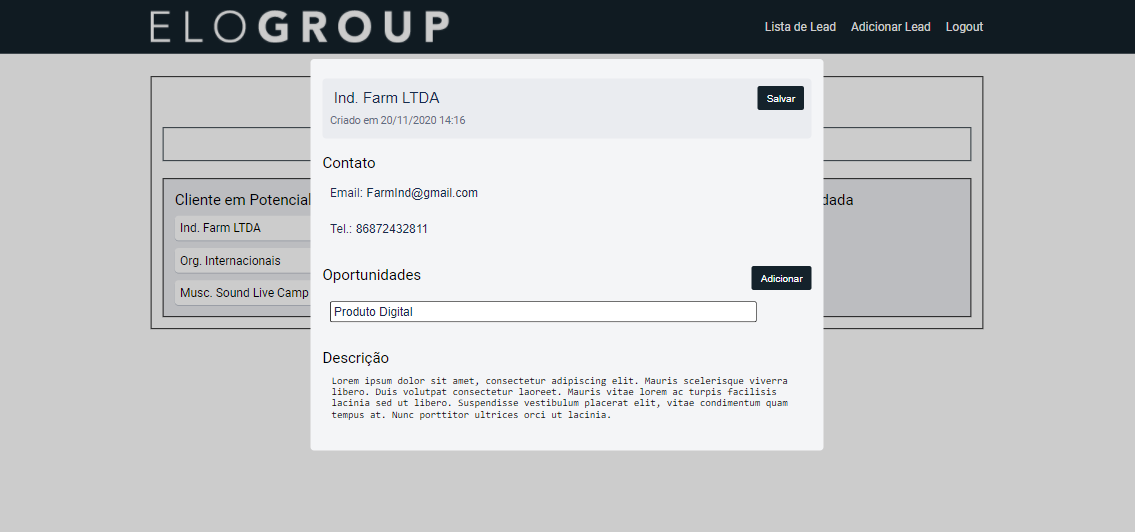 ELOGROUP
Lista de Lead Adicionar Lead Logout
Ind. Farm LTDA
Salvar
Criado em 20/11/2020 14:16
Contato
Email: FarmInd@gmail.com
Tel.: 86872432811
Oportunidades
Adicionar
Produto Digital
Descrição
Lorem ipsum dolor sit amet, consectetur adipiscing elit. Mauris scelerisque viverra
libero. Duis volutpat consectetur laoreet. Mauris vitae lorem ac turpis facilisis
lacinia sed ut libero. Suspendisse vestibulum placerat elit, vitae condimentum quam
tempus at. Nunc porttitor ultrices orci ut lacinia.
Cliente em Potencial
dada
Ind. Farm LTDA
Org. Internacionais
Musc. Sound Live Camp